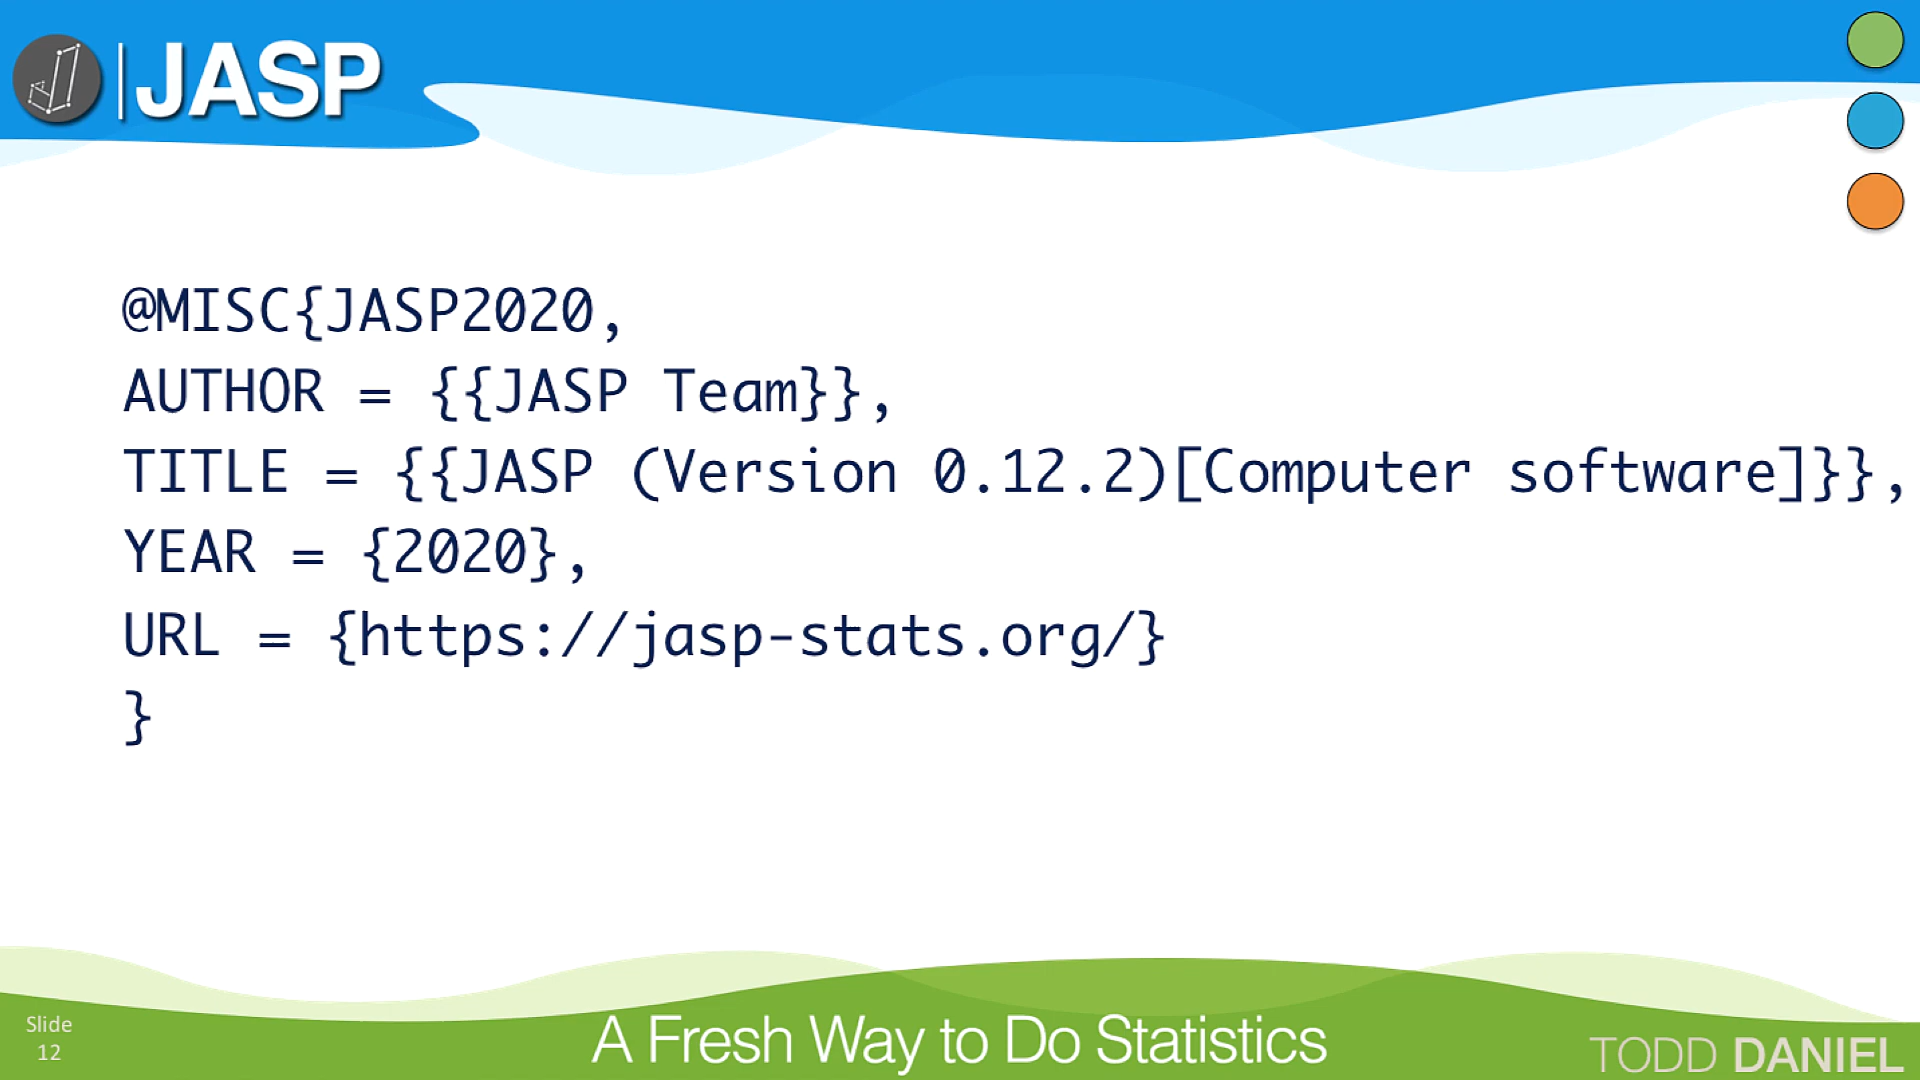 JASP
@MISC{JASP2020,
AUTHOR = {{JASP Team}},
TITLE = {{JASP (Version 0.12.2)[Computer software]}},
YEAR = {2020},
URL = {https://jasp-stats.org/}
}
Slide
12
A Fresh Way to Do Statistics
TODD DANIEL